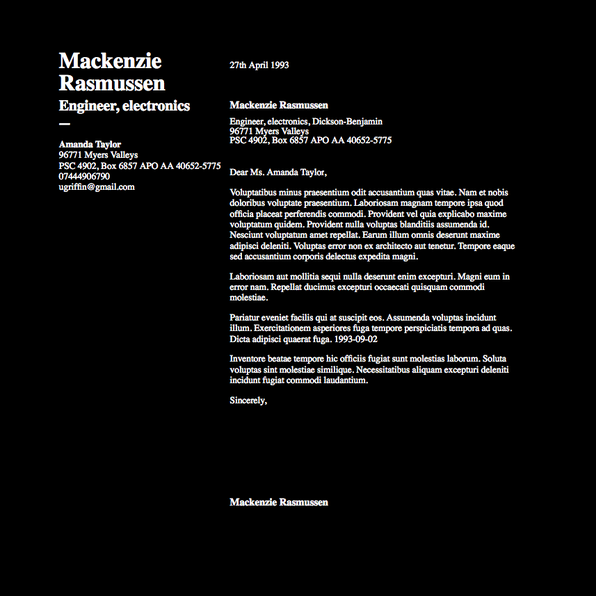 Mackenzie
Rasmussen
Engineer, electronics
—
Amanda Taylor
96771 Myers Valleys
PSC 4902, Box 6857 APO AA 40652-5775
07444906790
ugriffin@gmail.com
27th April 1993
Mackenzie Rasmussen
Engineer, electronics, Dickson-Benjamin
96771 Myers Valleys
PSC 4902, Box 6857 APO AA 40652-5775
Dear Ms. Amanda Taylor,
Voluptatibus minus praesentium odit accusantium quas vitae. Nam et nobis
doloribus voluptate praesentium. Laboriosam magnam tempore ipsa quod
officia placeat perferendis commodi. Provident vel quia explicabo maxime
voluptatum quidem. Provident nulla voluptas blanditiis assumenda id.
Nesciunt voluptatum amet repellat. Earum illum omnis deserunt maxime
adipisci deleniti. Voluptas error non ex architecto aut tenetur. Tempore eaque
sed accusantium corporis delectus expedita magni.
Laboriosam aut mollitia sequi nulla deserunt enim excepturi. Magni eum in
error nam. Repellat ducimus excepturi occaecati quisquam commodi
molestiae.
Pariatur eveniet facilis qui at suscipit eos. Assumenda voluptas incidunt
illum. Exercitationem asperiores fuga tempore perspiciatis tempora ad quas.
Dicta adipisci quaerat fuga. 1993-09-02
Inventore beatae tempore hic officiis fugiat sunt molestias laborum. Soluta
voluptas sint molestiae similique. Necessitatibus aliquam excepturi deleniti
incidunt fugiat commodi laudantium.
Sincerely,
Mackenzie Rasmussen